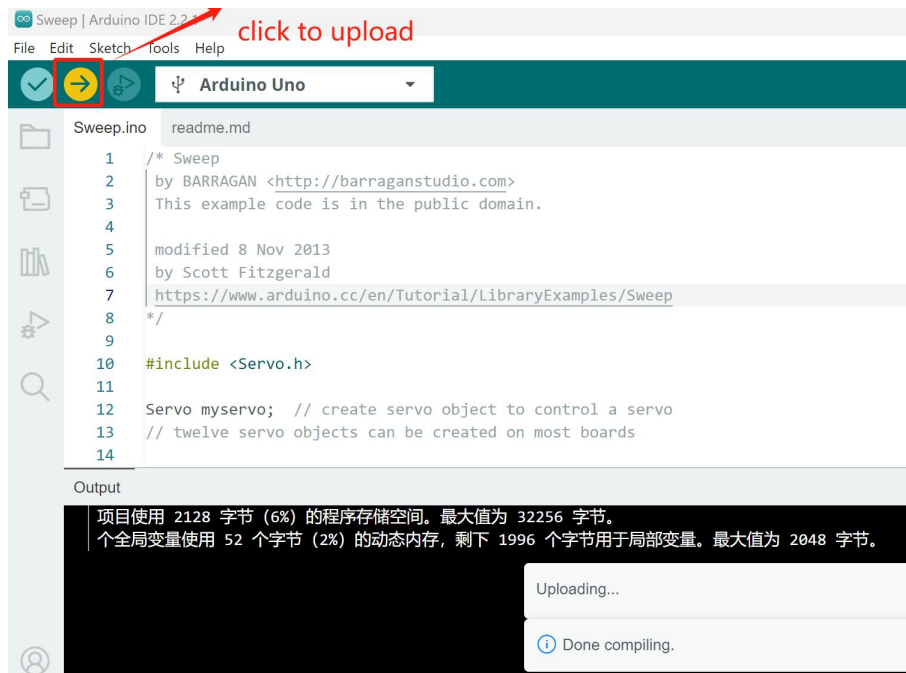 Sweep | Arduino IDE 2.2.1
click to upload
File Edit Sketch Tools Help
Arduino Uno
Sweep.ino readme.md
1 /* Sweep
2 by BARRAGAN <http://barraganstudio.com>
3 This example code is in the public domain.
4
5 modified 8 Nov 2013
6 by Scott Fitzgerald
7 https://www.arduino.cc/en/Tutorial/LibraryExamples/Sweep
8 */
9
10 #include <Servo.h>
11
12 Servo myservo;  // create servo object to control a servo
13 // twelve servo objects can be created on most boards
14
Output
项目使用 2128 字节 (6%) 的程序存储空间。最大值为 32256 字节。
个全局变量使用 52 个字节 (2%) 的动态内存，剩下 1996 个字节用于局部变量。最大值为 2048 字节。
Uploading...
Done compiling.